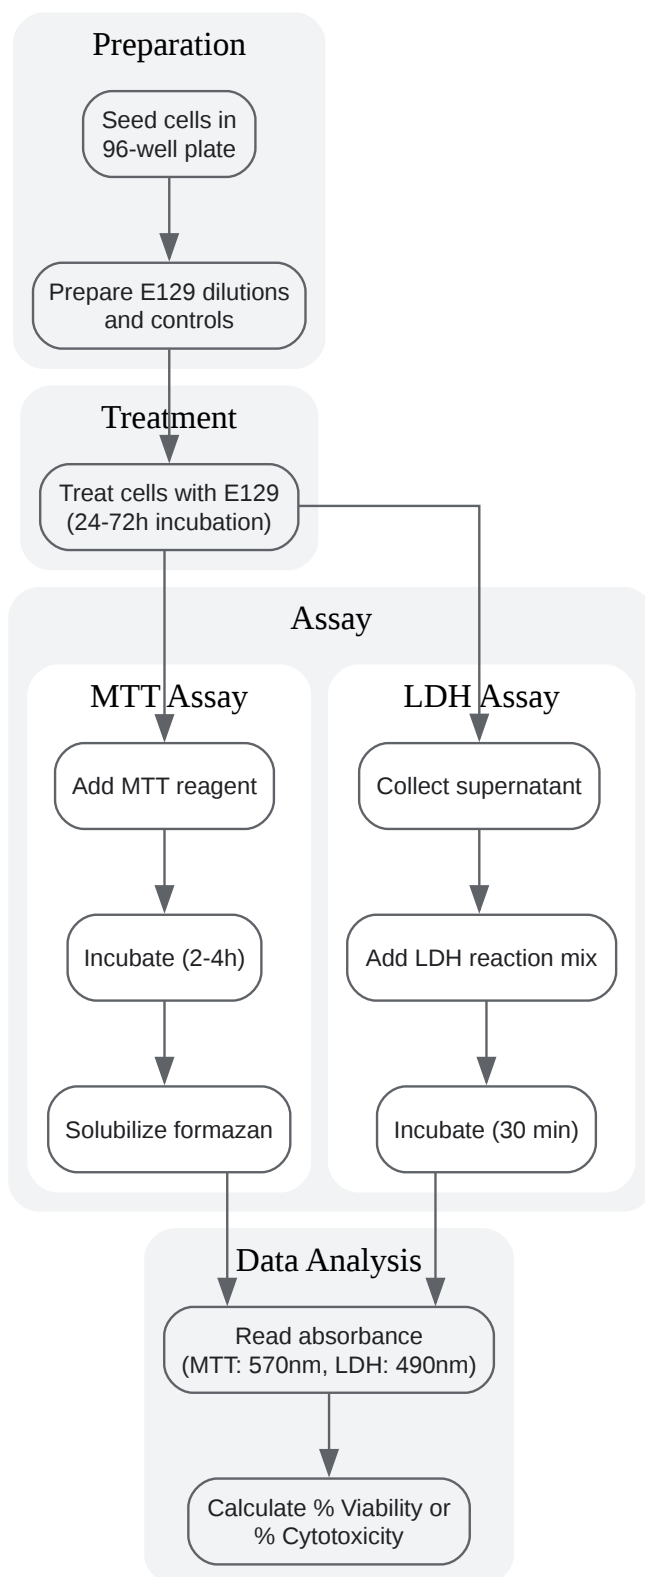 Preparation
Seed cells in
96-well plate
Prepare E129 dilutions
and controls
Treatment
Treat cells with E129
(24-72h incubation)
Assay
MTT Assay
Add MTT reagent
Incubate (2-4h)
Solubilize formazan
LDH Assay
Collect supernatant
Add LDH reaction mix
Incubate (30 min)
Data Analysis
Read absorbance
(MTT: 570nm, LDH: 490nm)
Calculate % Viability or
% Cytotoxicity